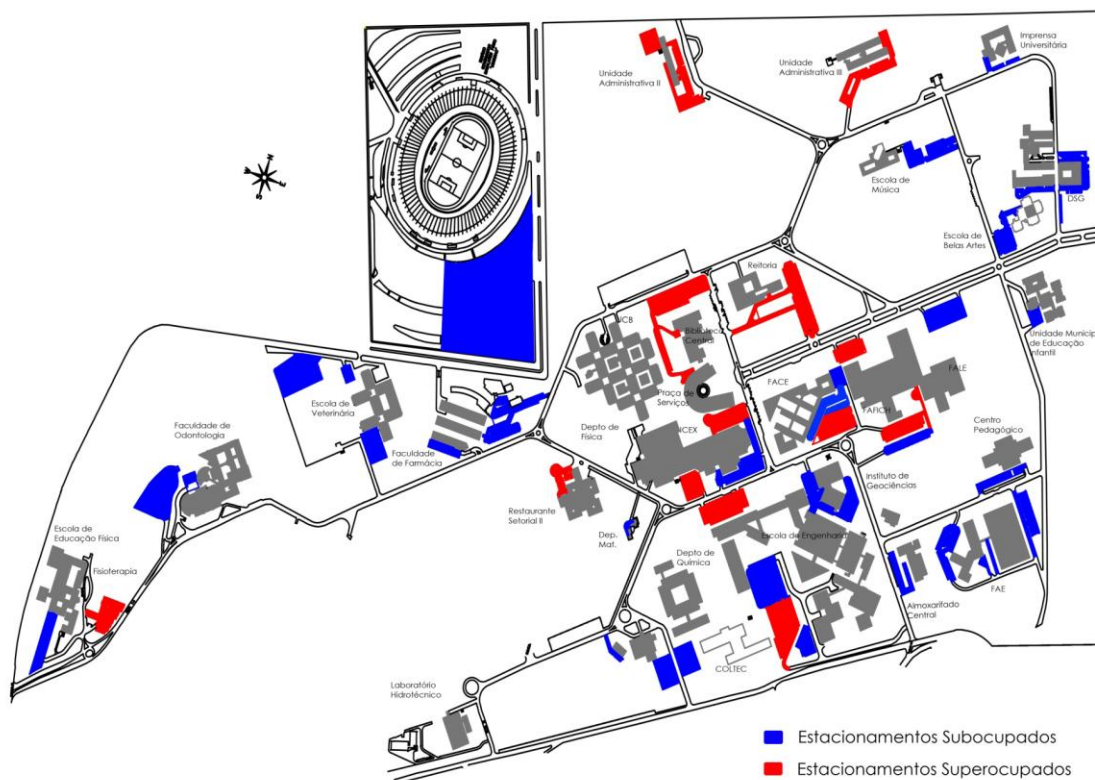 Imprensa
Universitária
Unidade
Administrativa II
Unidade
Administrativa III
N
E
S
Escola de
Música
DSG
Escola de
Belas Artes
Reitoria
Biblioteca
Central
Unidade Municip
de Educação
Infantil
FACE
FALE
FAFICH
Praça de
Serviços
Escola de
Veterinária
Faculdade de
Odontologia
Faculdade
de Farmácia
Depto de
Física
Centro
Pedagógico
Instituto de
Geociências
Restaurante
Setorial II
Escola de
Educação Física
Fisioterapia
Dep.
Mat.
Escola de Engenhari
Depto de
Química
Almoxarifado
Central
FAE
COLTEC
Laboratório
Hidrotécnico
Estacionamentos Subocupados
Estacionamentos Superocupados